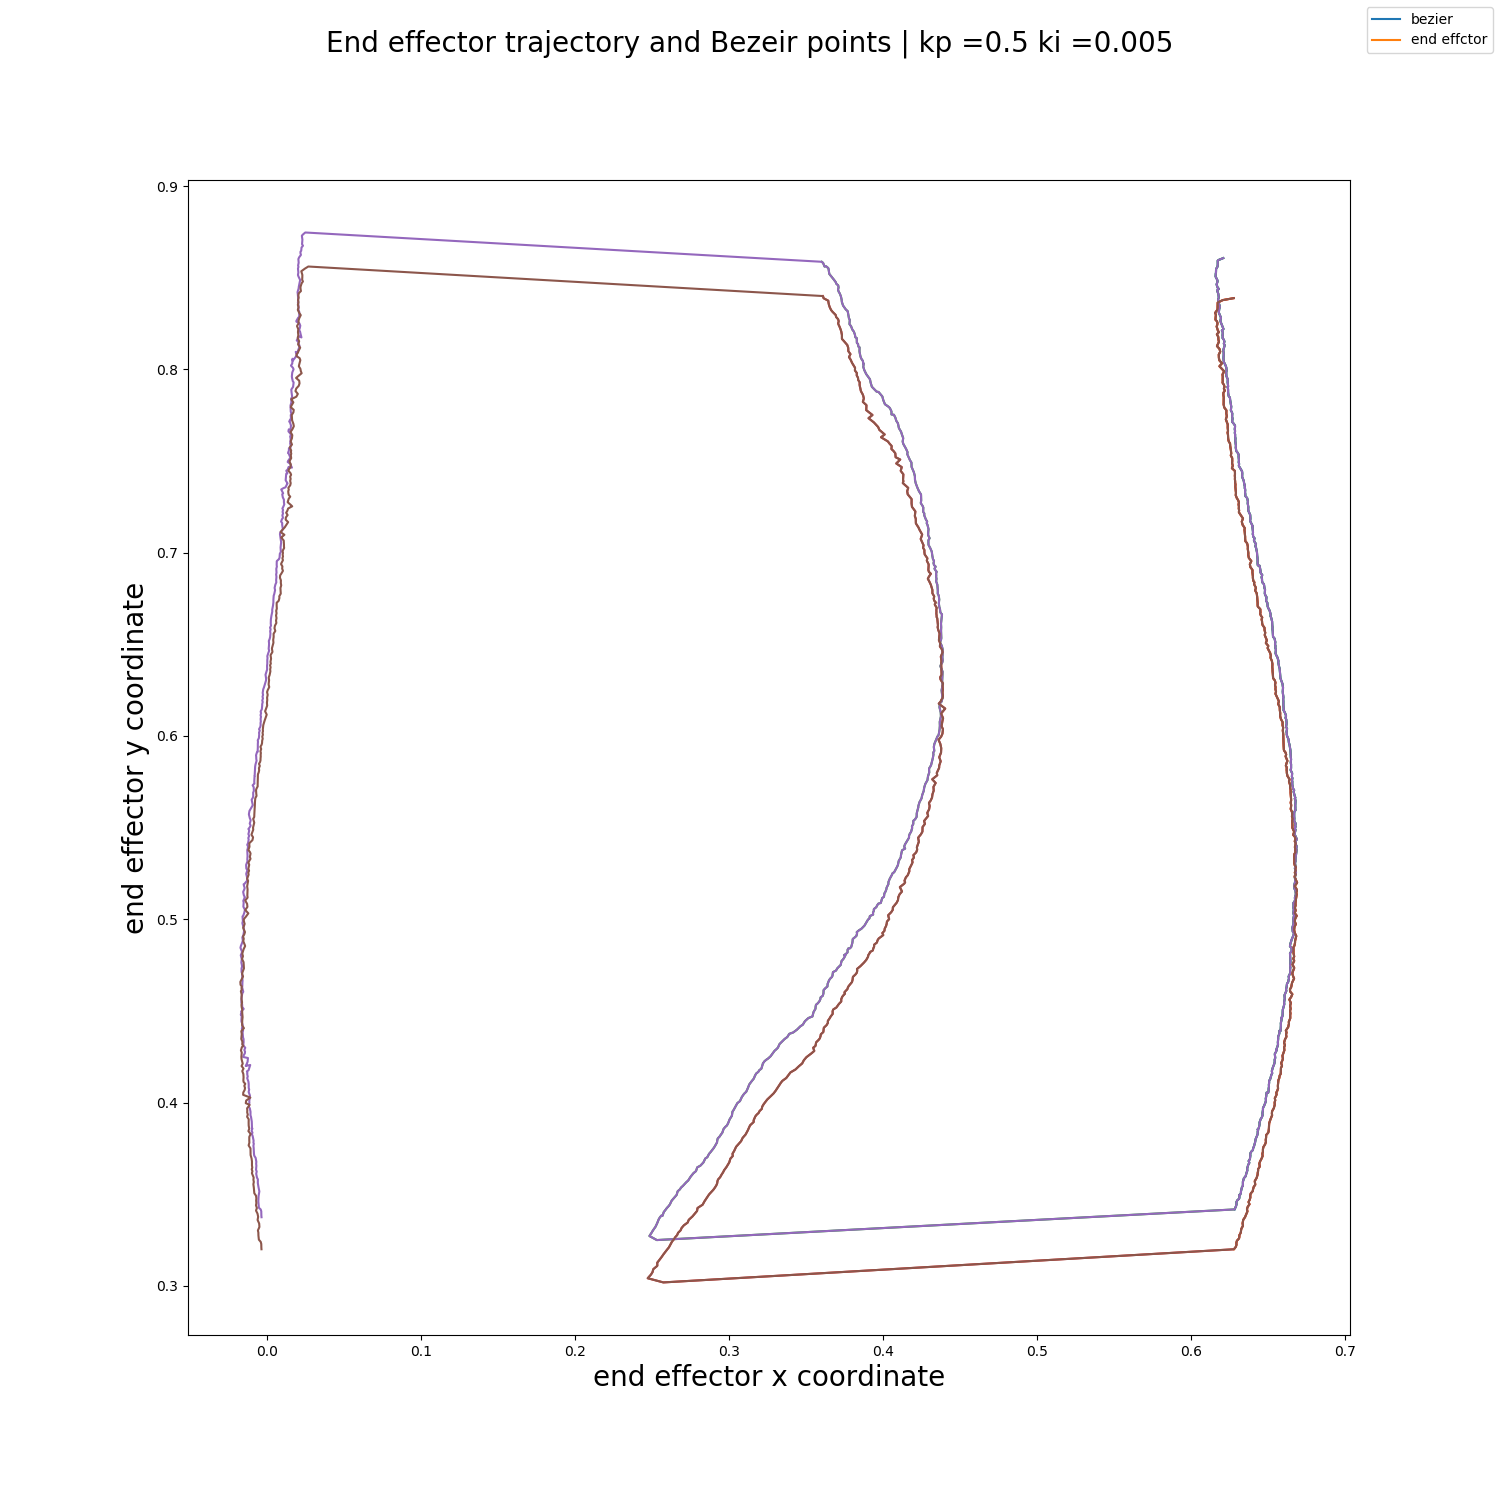 End effector trajectory and Bezeir points | kp =0.5 ki =0.005
bezier
end effctor
0.9
0.8
0.7
0.6
0.5
0.4
0.3
end effector y coordinate
0.0 0.1 0.2 0.3 0.4 0.5 0.6 0.7
end effector x coordinate